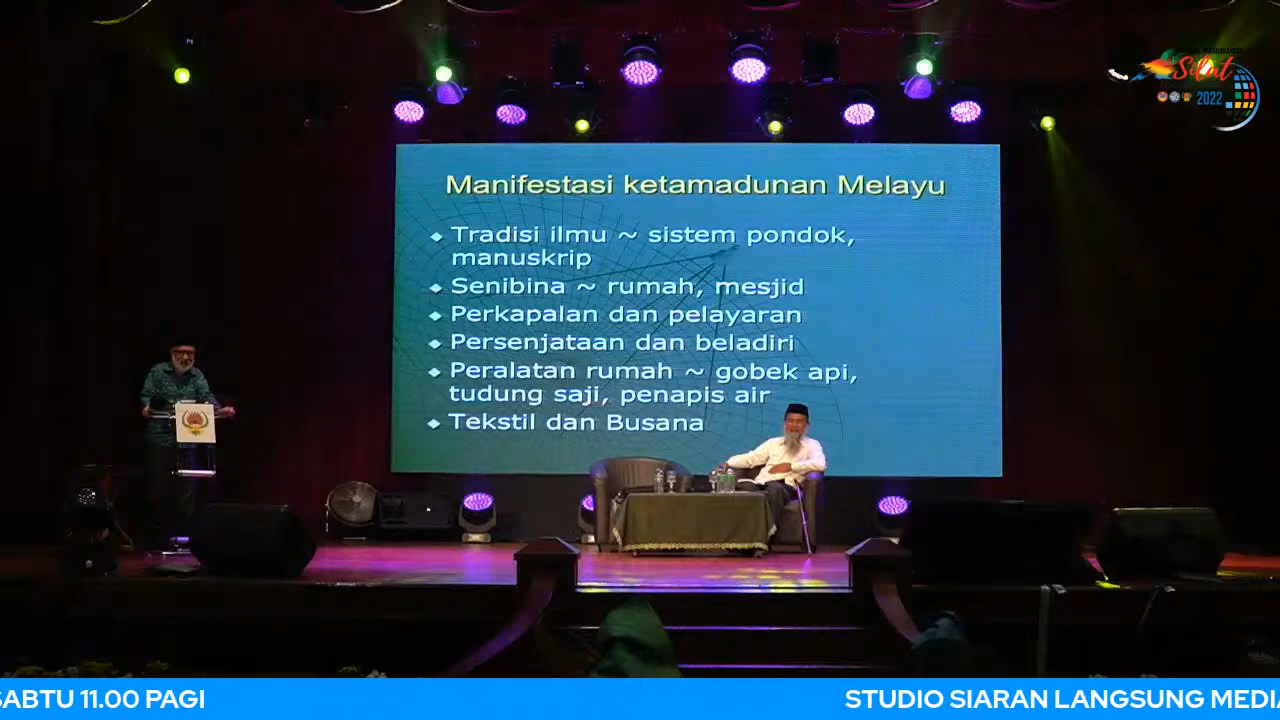 Silat
2022
Manifestasi ketamadunan Melayu
Tradisi ilmu ~ sistem pondok,
manuskrip
Senibina ~ rumah, mesjid
Perkapalan dan pelayaran
Persenjataan dan beladiri
Peralatan rumah ~ gobek api,
tudung saji, penapis air
Tekstil dan Busana
SABTU 11.00 PAGI
STUDIO SIARAN LANGSUNG MEDIA